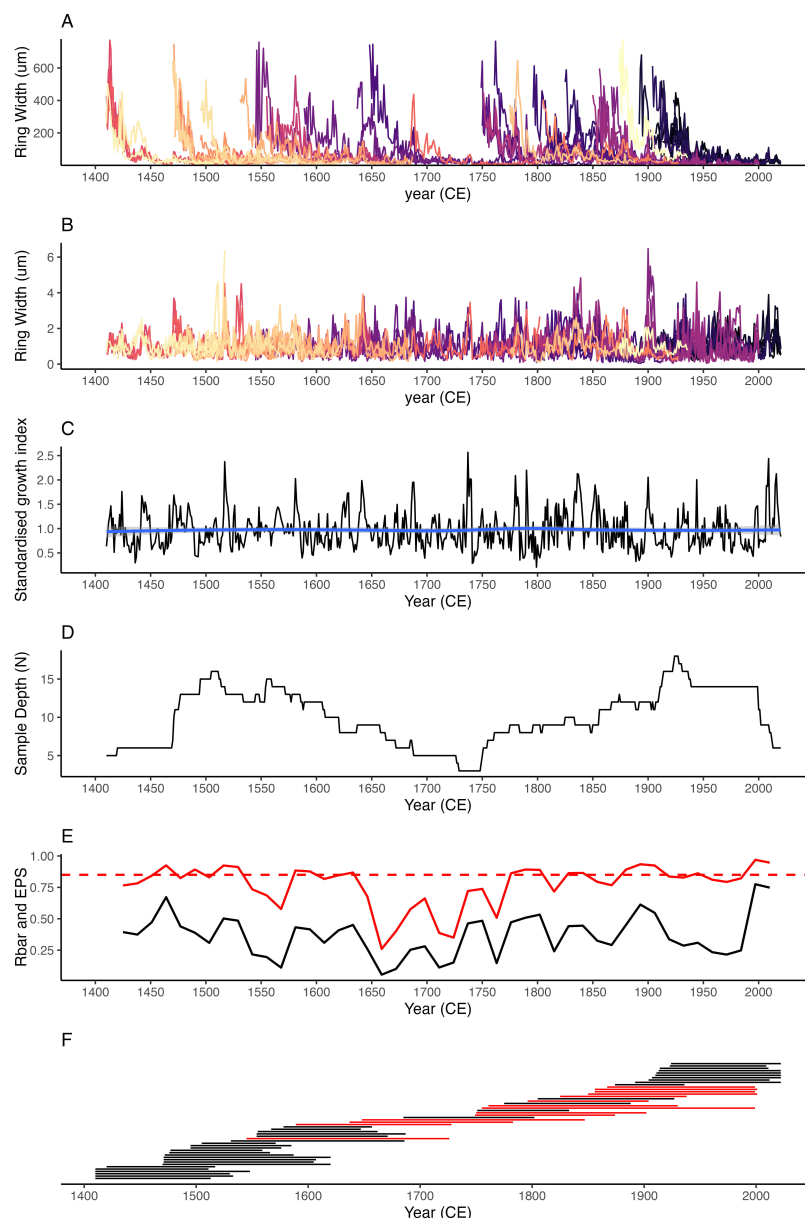 A
Ring Width (um)
600
400
200
1400 1450 1500 1550 1600 1650 1700 1750 1800 1850 1900 1950 2000
year (CE)
B
Ring Width (um)
6
4
2
0
1400 1450 1500 1550 1600 1650 1700 1750 1800 1850 1900 1950 2000
year (CE)
C
Standardised growth index
2.5
2.0
1.5
1.0
0.5
1400 1450 1500 1550 1600 1650 1700 1750 1800 1850 1900 1950 2000
Year (CE)
D
Sample Depth (N)
15
10
5
1400 1450 1500 1550 1600 1650 1700 1750 1800 1850 1900 1950 2000
Year (CE)
E
Rbar and EPS
1.00
0.75
0.50
0.25
1400 1450 1500 1550 1600 1650 1700 1750 1800 1850 1900 1950 2000
Year (CE)
F
1400 1500 1600 1700 1800 1900 2000
Year (CE)